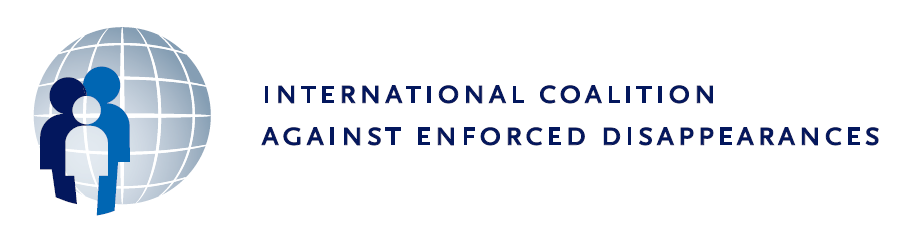 INTERNATIONAL COALITION
AGAINST ENFORCED DISAPPEARANCES